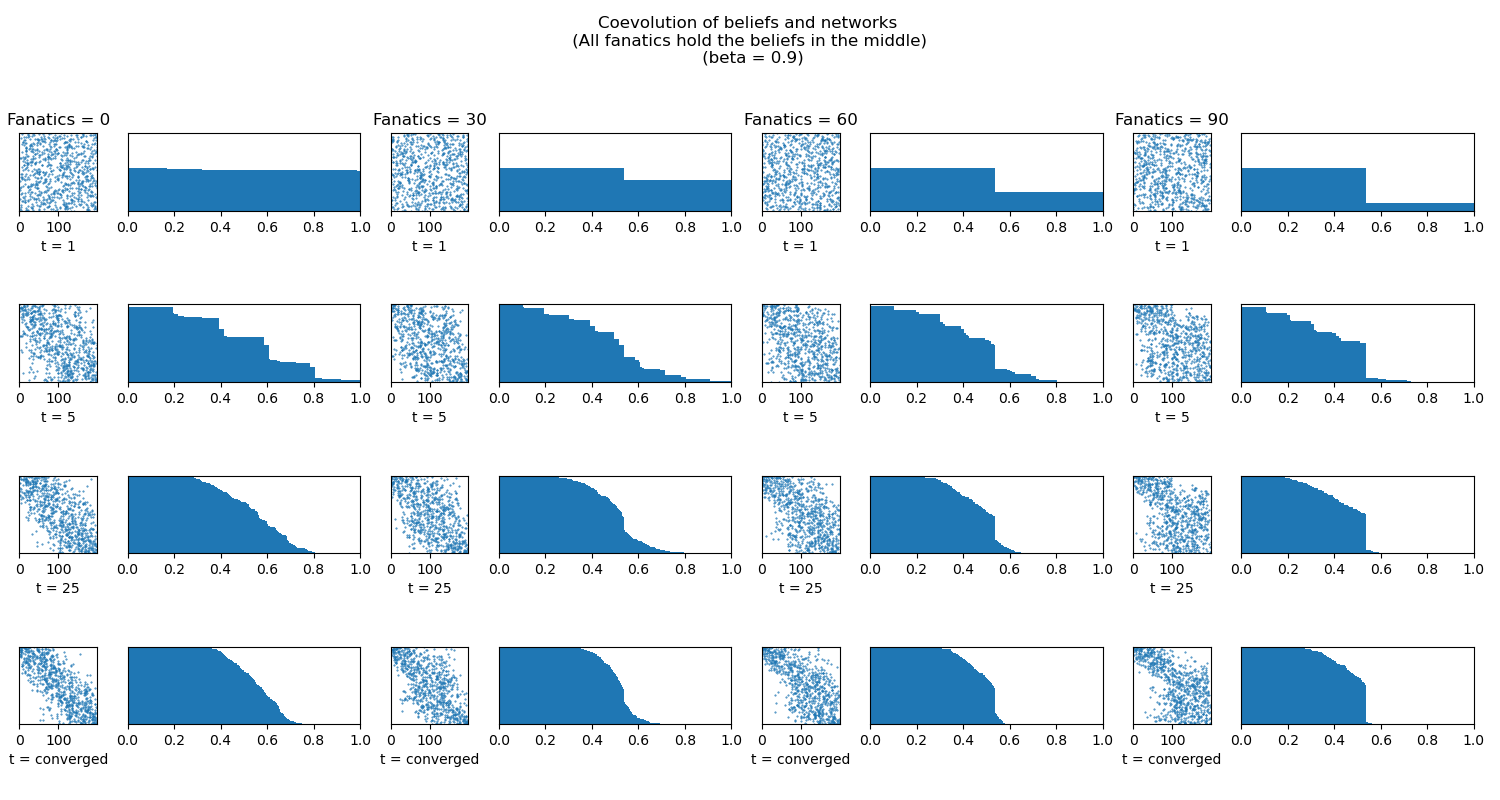 Coevolution of beliefs and networks
(All fanatics hold the beliefs in the middle)
(beta = 0.9)
Fanatics = 0 Fanatics = 30 Fanatics = 60 Fanatics = 90
0 100 0.0 0.2 0.4 0.6 0.8 1.0 0 100 0.0 0.2 0.4 0.6 0.8 1.0 0 100 0.0 0.2 0.4 0.6 0.8 1.0 0 100 0.0 0.2 0.4 0.6 0.8 1.0
t = 1 t = 1 t = 1 t = 1
0 100 0.0 0.2 0.4 0.6 0.8 1.0 0 100 0.0 0.2 0.4 0.6 0.8 1.0 0 100 0.0 0.2 0.4 0.6 0.8 1.0 0 100 0.0 0.2 0.4 0.6 0.8 1.0
t = 5 t = 5 t = 5 t = 5
0 100 0.0 0.2 0.4 0.6 0.8 1.0 0 100 0.0 0.2 0.4 0.6 0.8 1.0 0 100 0.0 0.2 0.4 0.6 0.8 1.0 0 100 0.0 0.2 0.4 0.6 0.8 1.0
t = 25 t = 25 t = 25 t = 25
0 100 0.0 0.2 0.4 0.6 0.8 1.0 0 100 0.0 0.2 0.4 0.6 0.8 1.0 0 100 0.0 0.2 0.4 0.6 0.8 1.0 0 100 0.0 0.2 0.4 0.6 0.8 1.0
t = converged t = converged t = converged t = converged